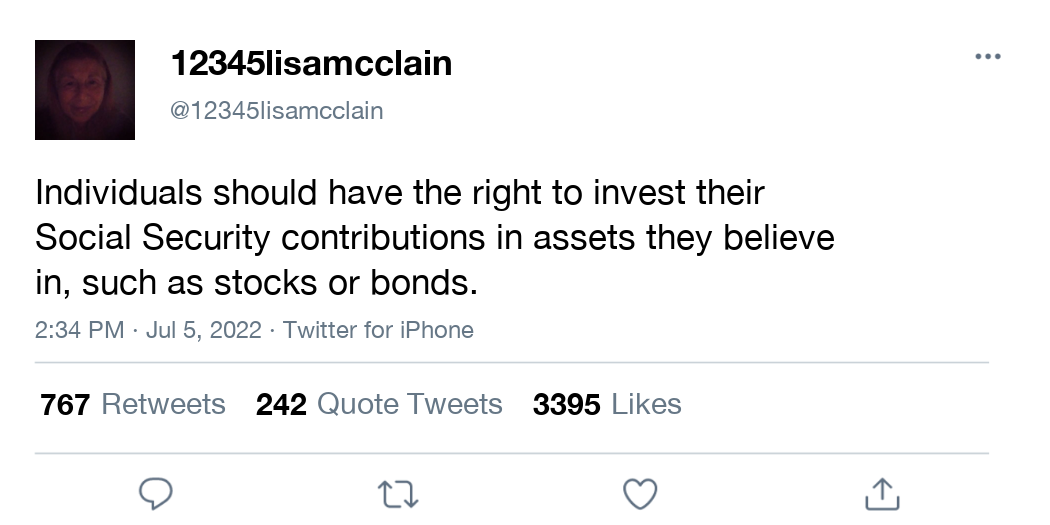 12345lisamcclain
@12345lisamcclain
Individuals should have the right to invest their
Social Security contributions in assets they believe
in, such as stocks or bonds.
2:34 PM · Jul 5, 2022 · Twitter for iPhone
767 Retweets 242 Quote Tweets 3395 Likes